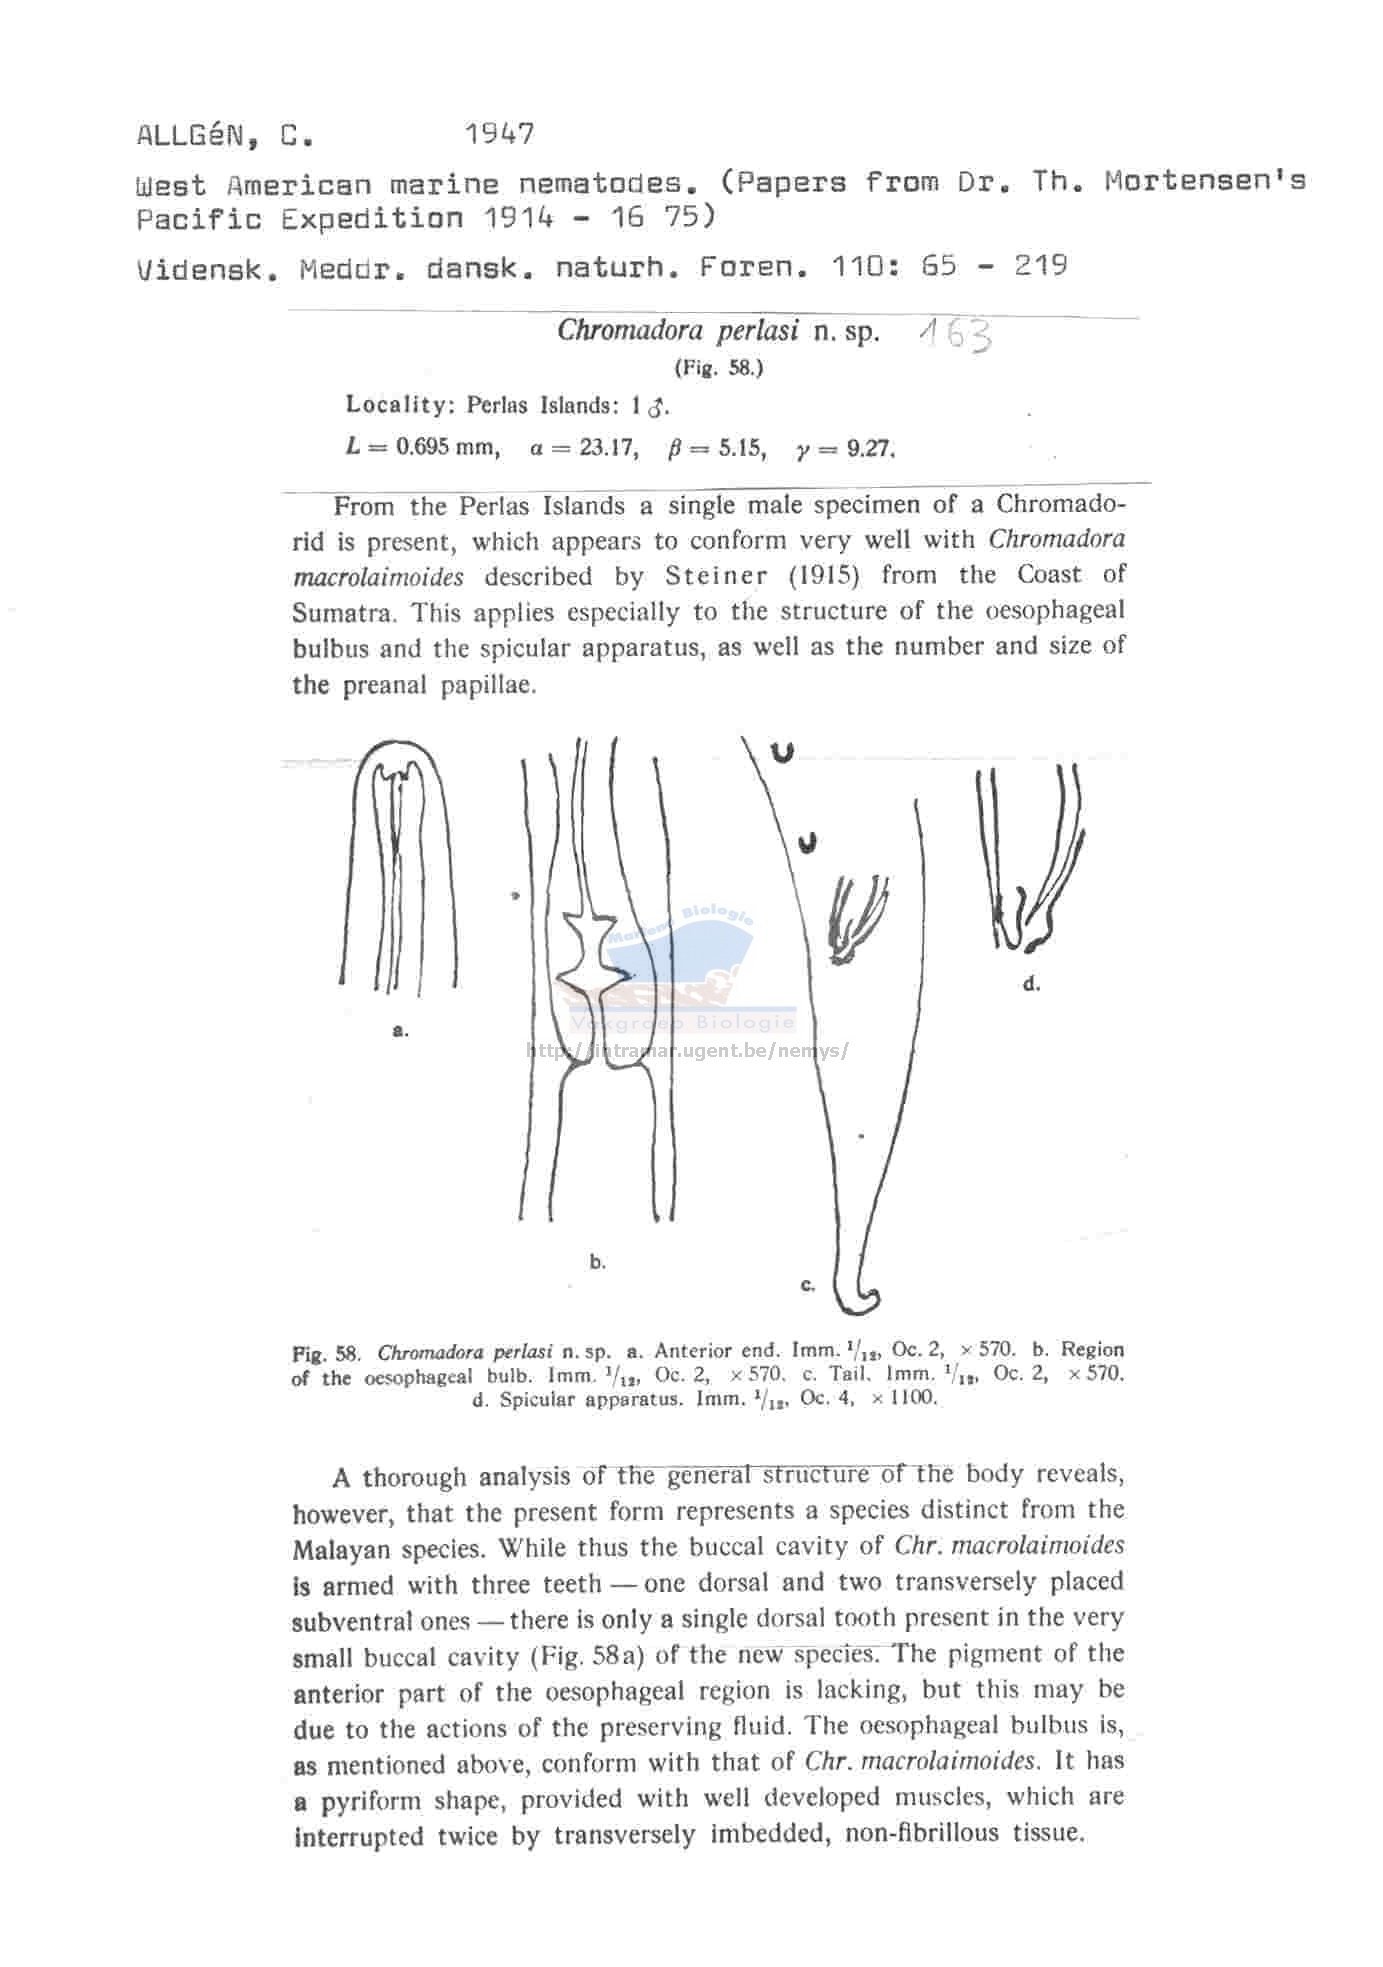 ALLGéN, C. 1947
West American marine nematodes. (Papers from Dr. Th. Mortensen's
Pacific Expedition 1914 - 16 75)
Vidensk. Meddr. dansk. naturh. Foren. 110: 65 - 219
Chromadora perlasi n. sp. 163
(Fig. 58.)
Locality: Perlas Islands: 1 ♂.
L = 0.695 mm, α = 23.17, β = 5.15, γ = 9.27.
From the Perlas Islands a single male specimen of a Chromado-
rid is present, which appears to conform very well with Chromadora
macrolaimoides described by Steiner (1915) from the Coast of
Sumatra. This applies especially to the structure of the oesophageal
bulbus and the spicular apparatus, as well as the number and size of
the preanal papillae.
Mariene Biologie
Vakgroep Biologie
http://intramar.ugent.be/nemys/
a.
b.
c.
d.
Fig. 58. Chromadora perlasi n. sp. a. Anterior end. Imm. 1/12, Oc. 2, × 570. b. Region
of the oesophageal bulb. Imm. 1/12, Oc. 2, × 570. c. Tail. Imm. 1/12, Oc. 2, × 570.
d. Spicular apparatus. Imm. 1/12, Oc. 4, × 1100.
A thorough analysis of the general structure of the body reveals,
however, that the present form represents a species distinct from the
Malayan species. While thus the buccal cavity of Chr. macrolaimoides
is armed with three teeth — one dorsal and two transversely placed
subventral ones — there is only a single dorsal tooth present in the very
small buccal cavity (Fig. 58a) of the new species. The pigment of the
anterior part of the oesophageal region is lacking, but this may be
due to the actions of the preserving fluid. The oesophageal bulbus is,
as mentioned above, conform with that of Chr. macrolaimoides. It has
a pyriform shape, provided with well developed muscles, which are
interrupted twice by transversely imbedded, non-fibrillous tissue.